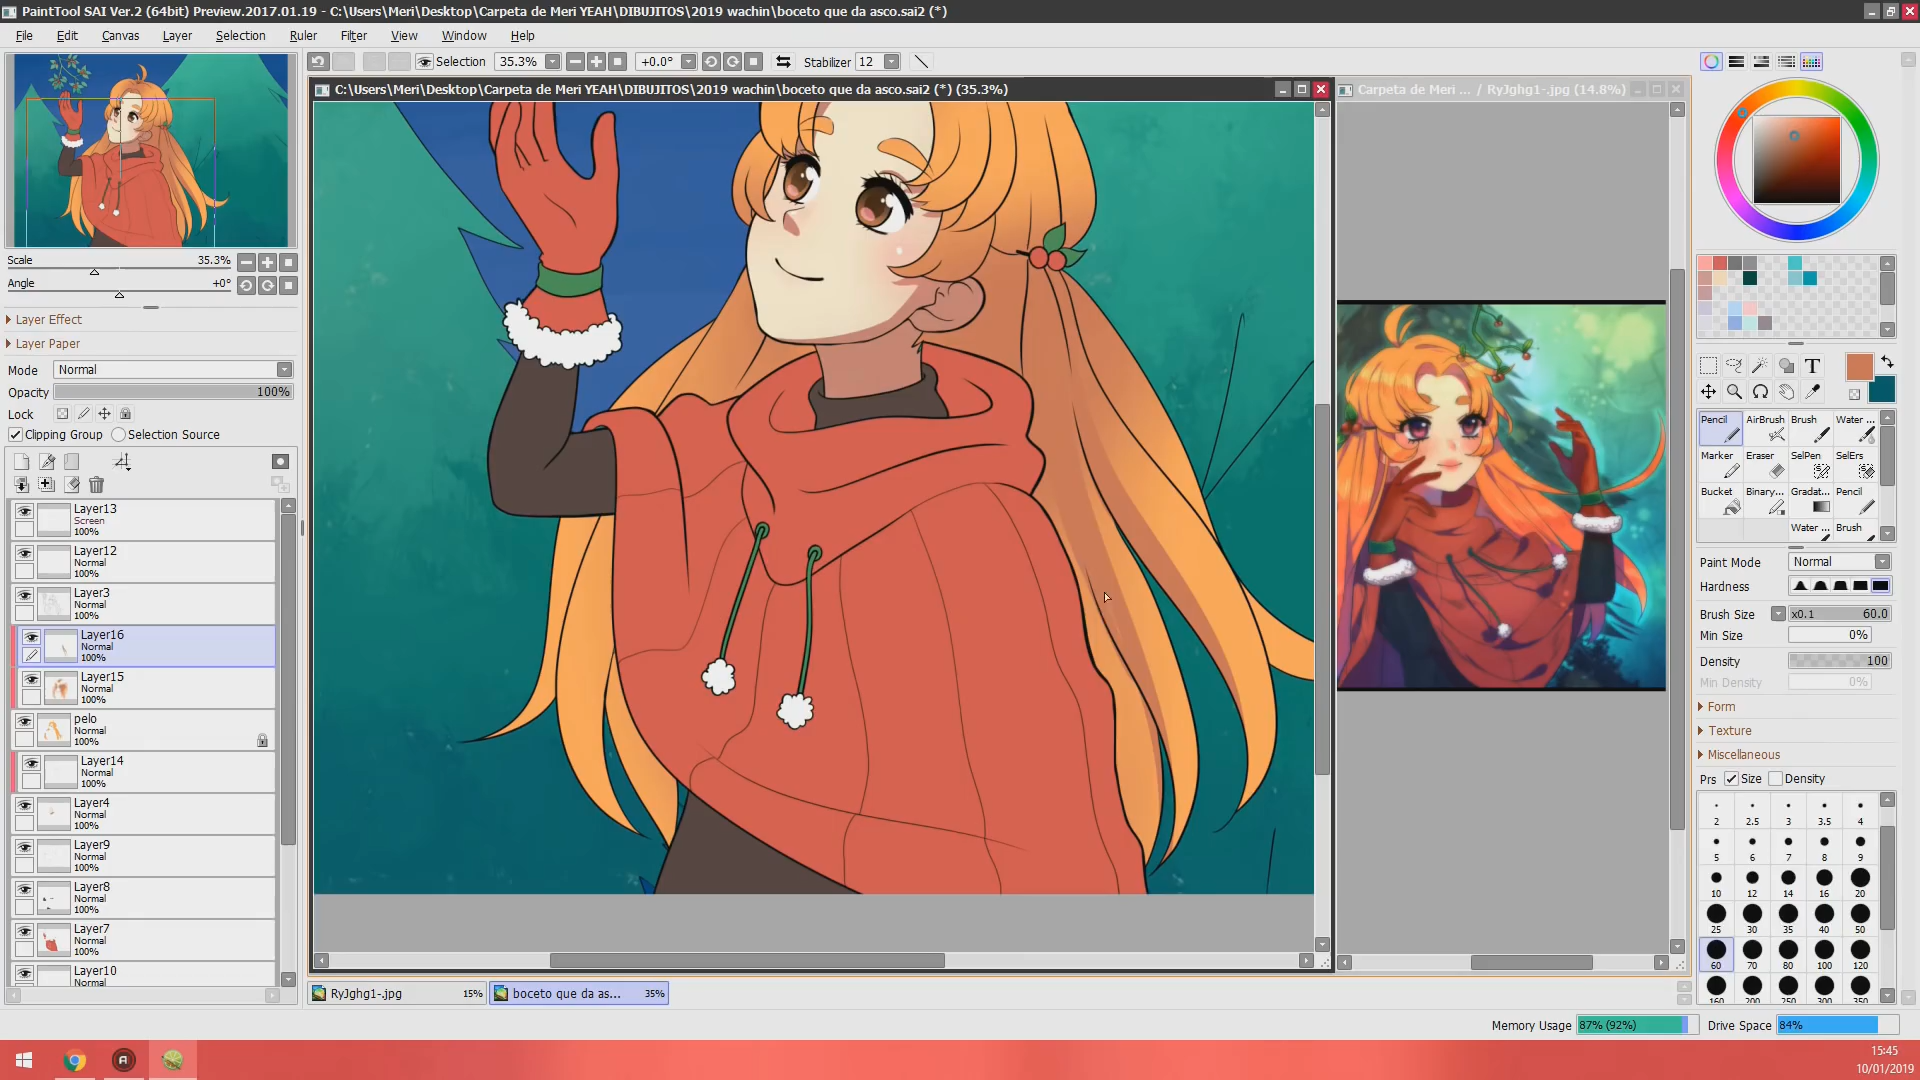 PaintTool SAI Ver.2 (64bit) Preview.2017.01.19 - C:\Users\Meri\Desktop\Carpeta de Meri YEAH\DIBUJITOS\2019 wachin\boceto que da asco.sai2 (*)
File Edit Canvas Layer Selection Ruler Filter View Window Help
Selection 35.3% +0.0° Stabilizer 12
C:\Users\Meri\Desktop\Carpeta de Meri YEAH\DIBUJITOS\2019 wachin\boceto que da asco.sai2 (*) (35.3%)
Carpeta de Meri ... / RyJghg1-.jpg (14.8%)
Scale 35.3%
Angle +0°
Layer Effect
Layer Paper
Mode Normal
Opacity 100%
Lock
Clipping Group Selection Source
Layer13
Screen
100%
Layer12
Normal
100%
Layer3
Normal
100%
Layer16
Normal
100%
Layer15
Normal
100%
pelo
Normal
100%
Layer14
Normal
100%
Layer4
Normal
100%
Layer9
Normal
100%
Layer8
Normal
100%
Layer7
Normal
100%
Layer10
Normal
T
Pencil AirBrush Brush Water ...
Marker Eraser SelPen SelErs
Bucket Binary... Gradat... Pencil
Water ... Brush
Paint Mode Normal
Hardness
Brush Size x0.1 60.0
Min Size 0%
Density 100
Min Density 0%
Form
Texture
Miscellaneous
Prs Size Density
2 2.5 3 3.5 4
5 6 7 8 9
10 12 14 16 20
25 30 35 40 50
60 70 80 100 120
160 200 250 300 350
RyJghg1-.jpg 15% boceto que da as... 35%
Memory Usage 87% (92%) Drive Space 84%
15:45
10/01/2019